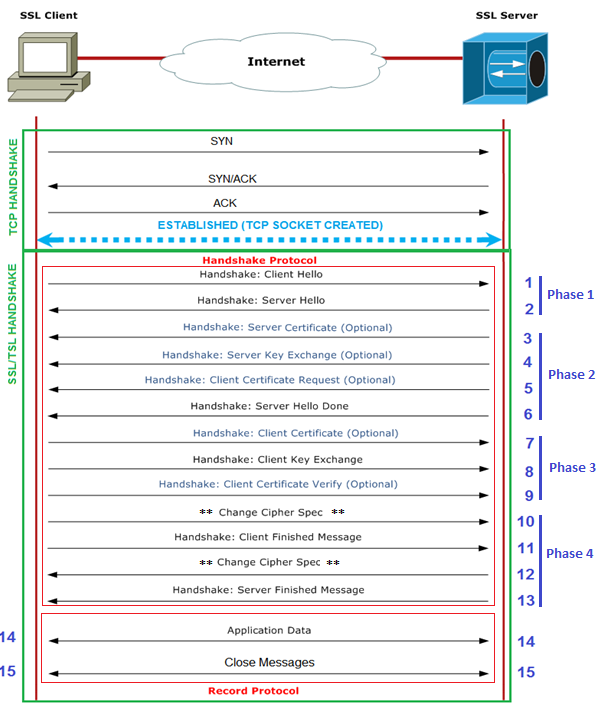 SSL Client
SSL Server
Internet
TCP HANDSHAKE
SYN
SYN/ACK
ACK
ESTABLISHED (TCP SOCKET CREATED)
SSL/TSL HANDSHAKE
Handshake Protocol
Handshake: Client Hello
1
Phase 1
Handshake: Server Hello
2
Handshake: Server Certificate (Optional)
3
Handshake: Server Key Exchange (Optional)
4
Phase 2
Handshake: Client Certificate Request (Optional)
5
Handshake: Server Hello Done
6
Handshake: Client Certificate (Optional)
7
Handshake: Client Key Exchange
8
Phase 3
Handshake: Client Certificate Verify (Optional)
9
** Change Cipher Spec **
10
Handshake: Client Finished Message
11
Phase 4
** Change Cipher Spec **
12
Handshake: Server Finished Message
13
14
Application Data
14
15
Close Messages
15
Record Protocol